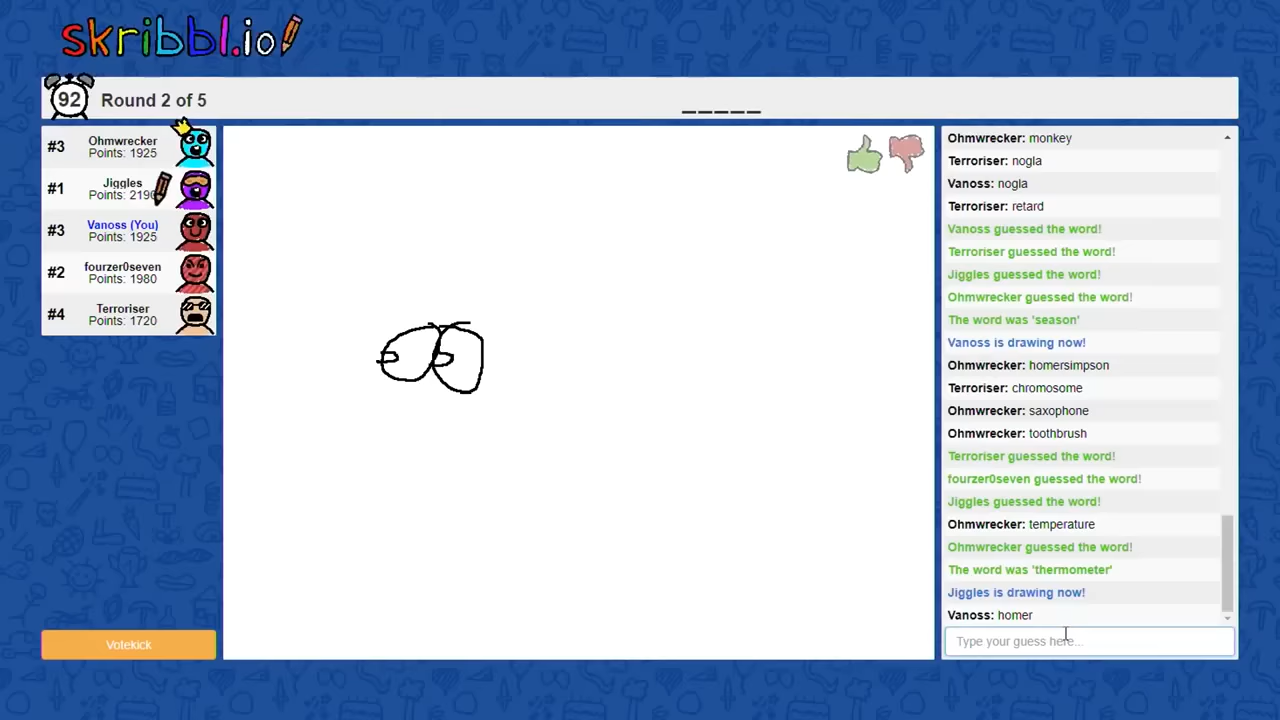 skribbl.io
92
Round 2 of 5
_____
#3 Ohmwrecker
Points: 1925
#1 Jiggles
Points: 2190
#3 Vanoss (You)
Points: 1925
#2 fourzer0seven
Points: 1980
#4 Terroriser
Points: 1720
Votekick
Ohmwrecker: monkey
Terroriser: nogla
Vanoss: nogla
Terroriser: retard
Vanoss guessed the word!
Terroriser guessed the word!
Jiggles guessed the word!
Ohmwrecker guessed the word!
The word was 'season'
Vanoss is drawing now!
Ohmwrecker: homersimpson
Terroriser: chromosome
Ohmwrecker: saxophone
Ohmwrecker: toothbrush
Terroriser guessed the word!
fourzer0seven guessed the word!
Jiggles guessed the word!
Ohmwrecker: temperature
Ohmwrecker guessed the word!
The word was 'thermometer'
Jiggles is drawing now!
Vanoss: homer
Type your guess here...